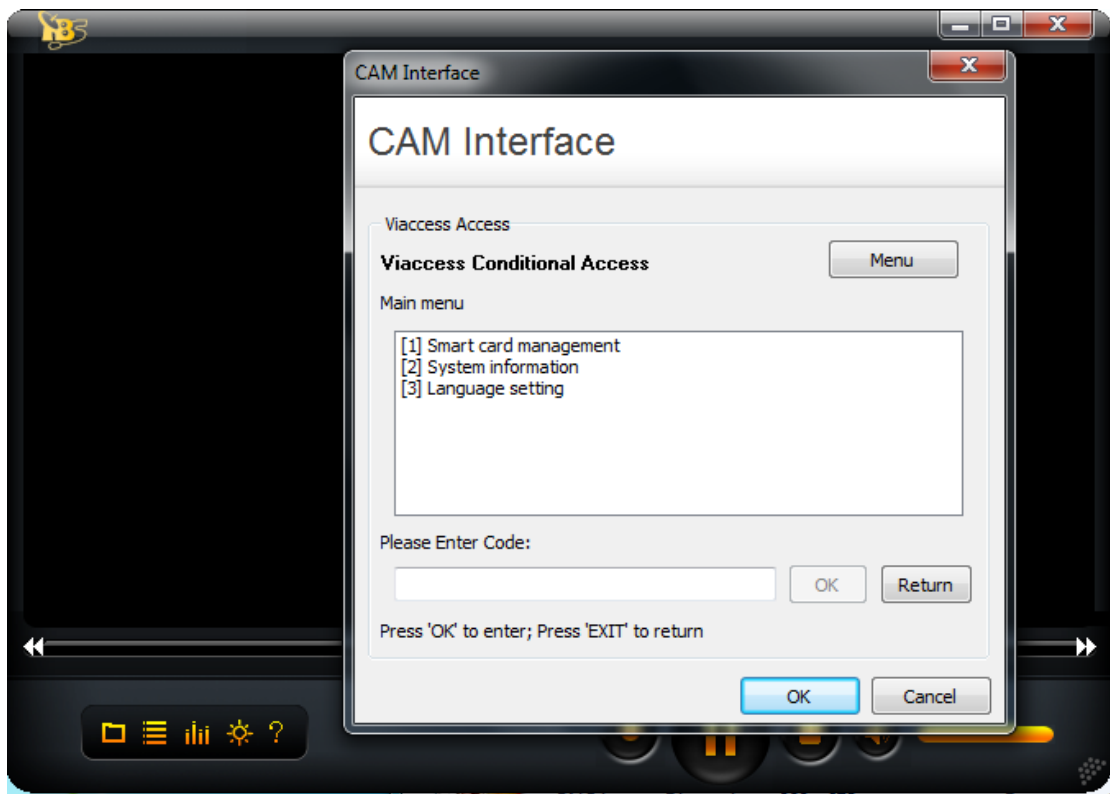 TBS
CAM Interface
CAM Interface
Viaccess Access
Viaccess Conditional Access
Menu
Main menu
[1] Smart card management
[2] System information
[3] Language setting
Please Enter Code:
OK
Return
Press 'OK' to enter; Press 'EXIT' to return
OK
Cancel
?